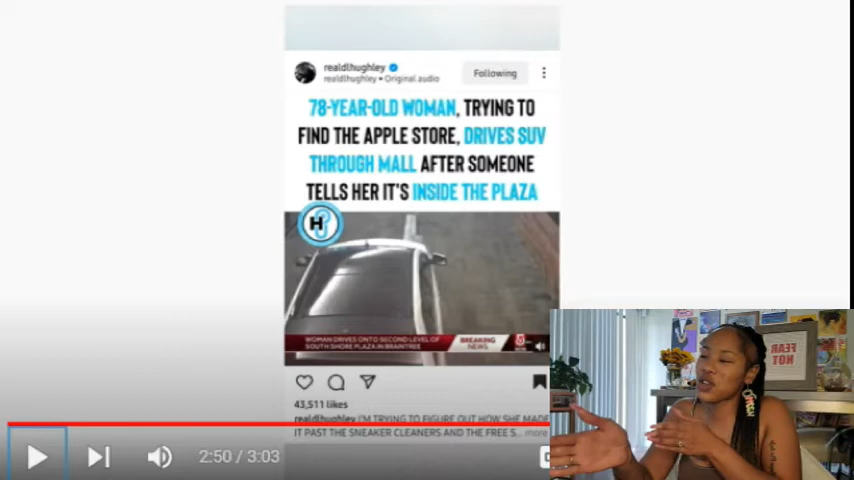 realdlhughley
realdlhughley • Original audio
Following
78-YEAR-OLD WOMAN, TRYING TO
FIND THE APPLE STORE, DRIVES SUV
THROUGH MALL AFTER SOMEONE
TELLS HER IT'S INSIDE THE PLAZA
H
WOMAN DRIVES ONTO SECOND LEVEL OF
SOUTH SHORE PLAZA IN BRAINTREE
BREAKING
NEWS
5
43,511 likes
realdlhughley I'M TRYING TO FIGURE OUT HOW SHE MADE
IT PAST THE SNEAKER CLEANERS AND THE FREE S... more
2:50 / 3:03
FEAR
NOT